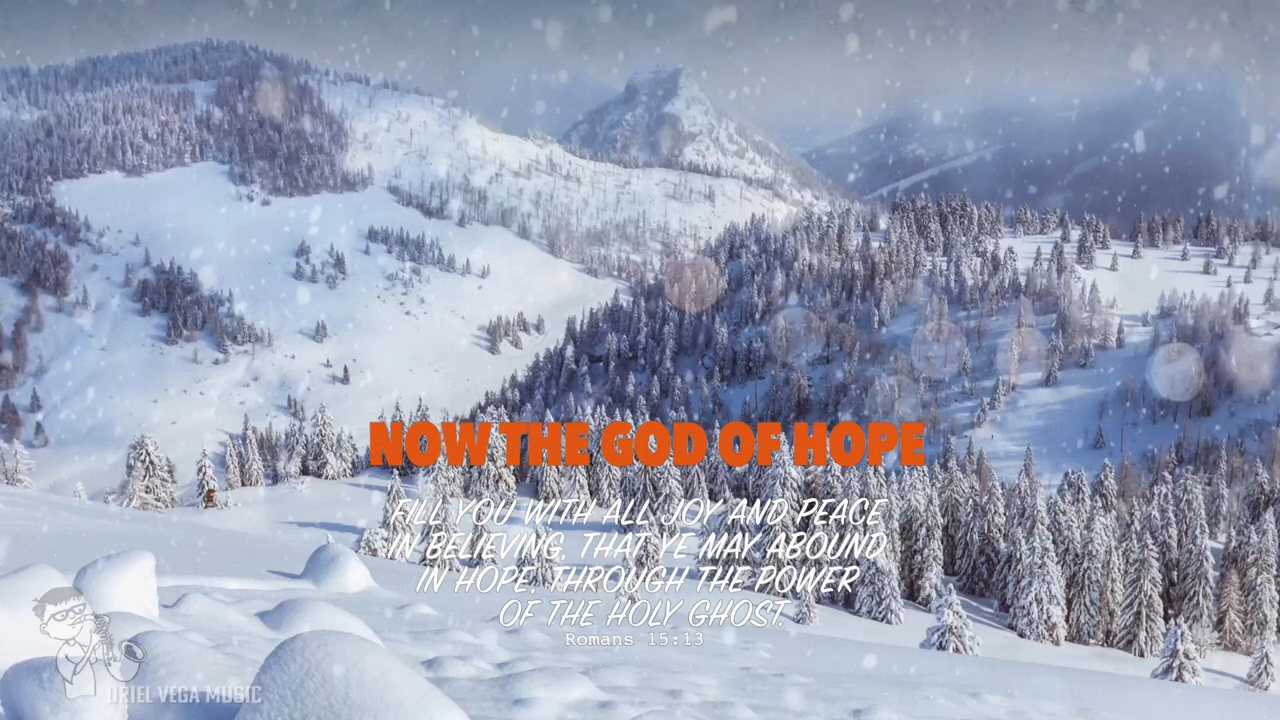 NOW THE GOD OF HOPE
FILL YOU WITH ALL JOY AND PEACE
IN BELIEVING, THAT YE MAY ABOUND
IN HOPE, THROUGH THE POWER
OF THE HOLY GHOST.
Romans 15:13
ORIEL VEGA MUSIC